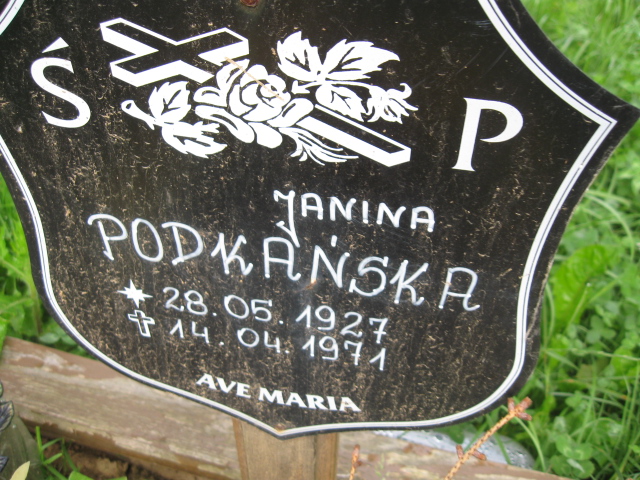 Ś P
JANINA
PODKAŃSKA
28.05.1927
14.04.1971
AVE MARIA